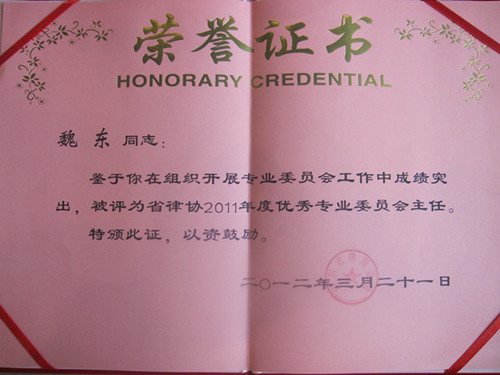 荣誉证书
HONORARY CREDENTIAL
魏 东 同志：
鉴于你在组织开展专业委员会工作中成绩突
出，被评为省律协2011年度优秀专业委员会主任。
特颁此证，以资鼓励。
二〇一二年三月二十一日